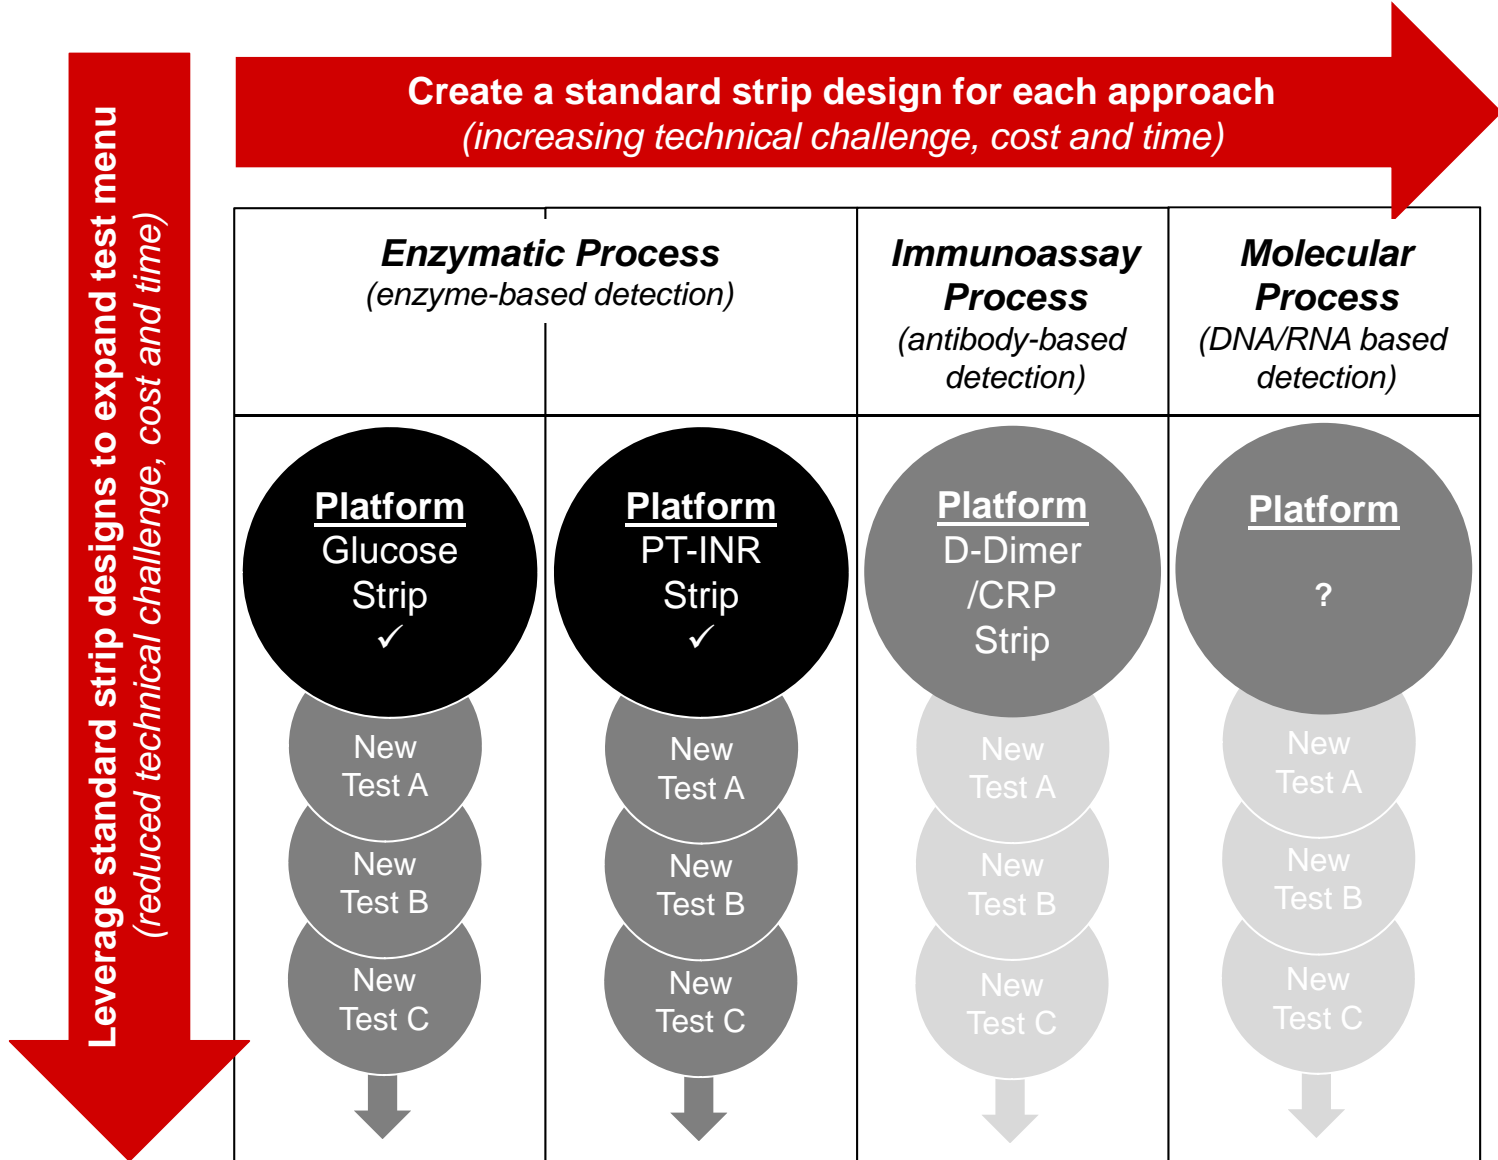 Create a standard strip design for each approach
(increasing technical challenge, cost and time)
Leverage standard strip designs to expand test menu
(reduced technical challenge, cost and time)
Enzymatic Process
(enzyme-based detection)
Immunoassay
Process
(antibody-based
detection)
Molecular
Process
(DNA/RNA based
detection)
Platform
Glucose
Strip
✓
New
Test A
New
Test B
New
Test C
Platform
PT-INR
Strip
✓
New
Test A
New
Test B
New
Test C
Platform
D-Dimer
/CRP
Strip
New
Test A
New
Test B
New
Test C
Platform
?
New
Test A
New
Test B
New
Test C